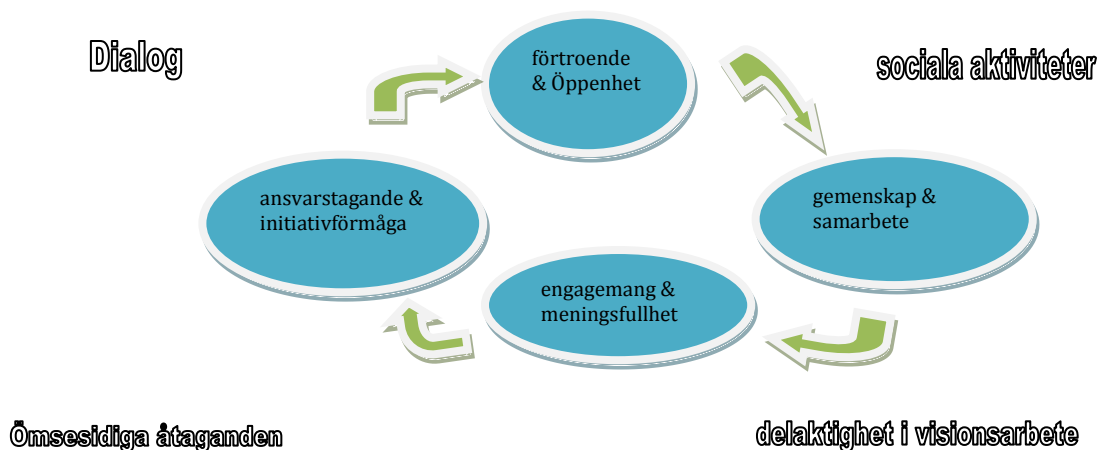 Dialog
förtroende
& Öppenhet
sociala aktiviteter
ansvarstagande &
initiativförmåga
gemenskap &
samarbete
engagemang &
meningsfullhet
Ömsesidiga åtaganden
delaktighet i visionsarbete